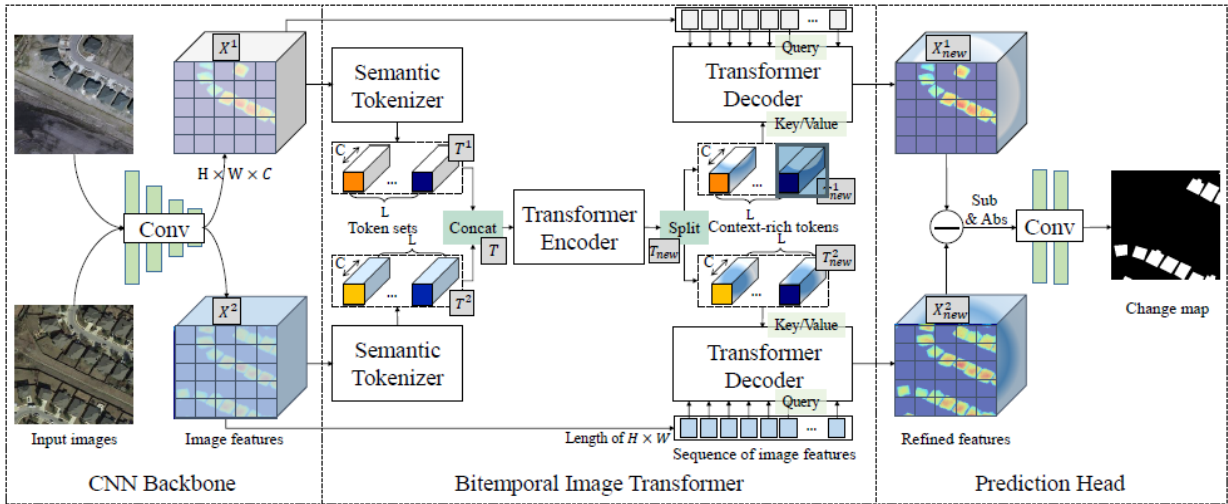 X¹
H × W × C
Conv
X²
Input images
Image features
CNN Backbone
Semantic
Tokenizer
C
T¹
...
L
Token sets
L
C
T²
...
Semantic
Tokenizer
Concat
T
Transformer
Encoder
Split
T_new
Query
...
Transformer
Decoder
Key/Value
C
...
L
Context-rich tokens
L
C
T²_new
...
Key/Value
Transformer
Decoder
Query
...
Length of H × W
Sequence of image features
Bitemporal Image Transformer
X¹_new
Sub
& Abs
Conv
X²_new
Refined features
Change map
Prediction Head